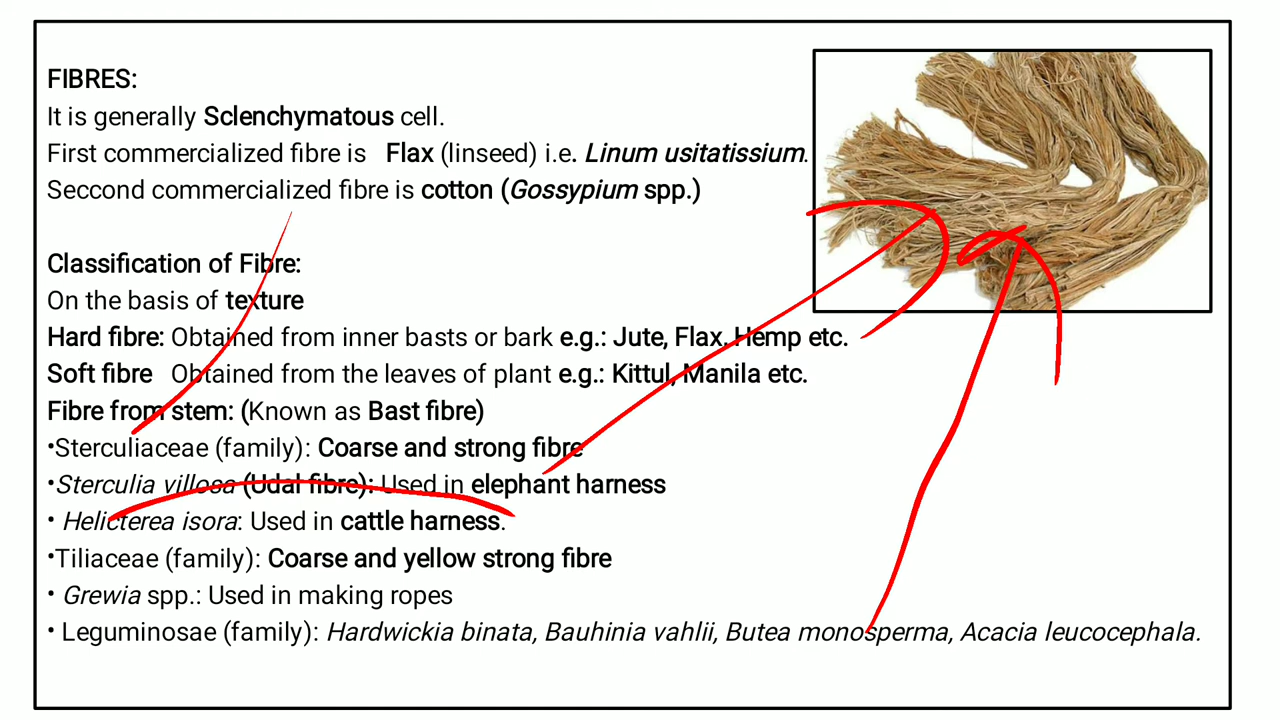 FIBRES:
It is generally Sclenchymatous cell.
First commercialized fibre is Flax (linseed) i.e. Linum usitatissium.
Seccond commercialized fibre is cotton (Gossypium spp.)
Classification of Fibre:
On the basis of texture
Hard fibre: Obtained from inner basts or bark e.g.: Jute, Flax. Hemp etc.
Soft fibre Obtained from the leaves of plant e.g.: Kittul, Manila etc.
Fibre from stem: (Known as Bast fibre)
•Sterculiaceae (family): Coarse and strong fibre
•Sterculia villosa (Udal fibre): Used in elephant harness
• Helicterea isora: Used in cattle harness.
•Tiliaceae (family): Coarse and yellow strong fibre
• Grewia spp.: Used in making ropes
• Leguminosae (family): Hardwickia binata, Bauhinia vahlii, Butea monosperma, Acacia leucocephala.